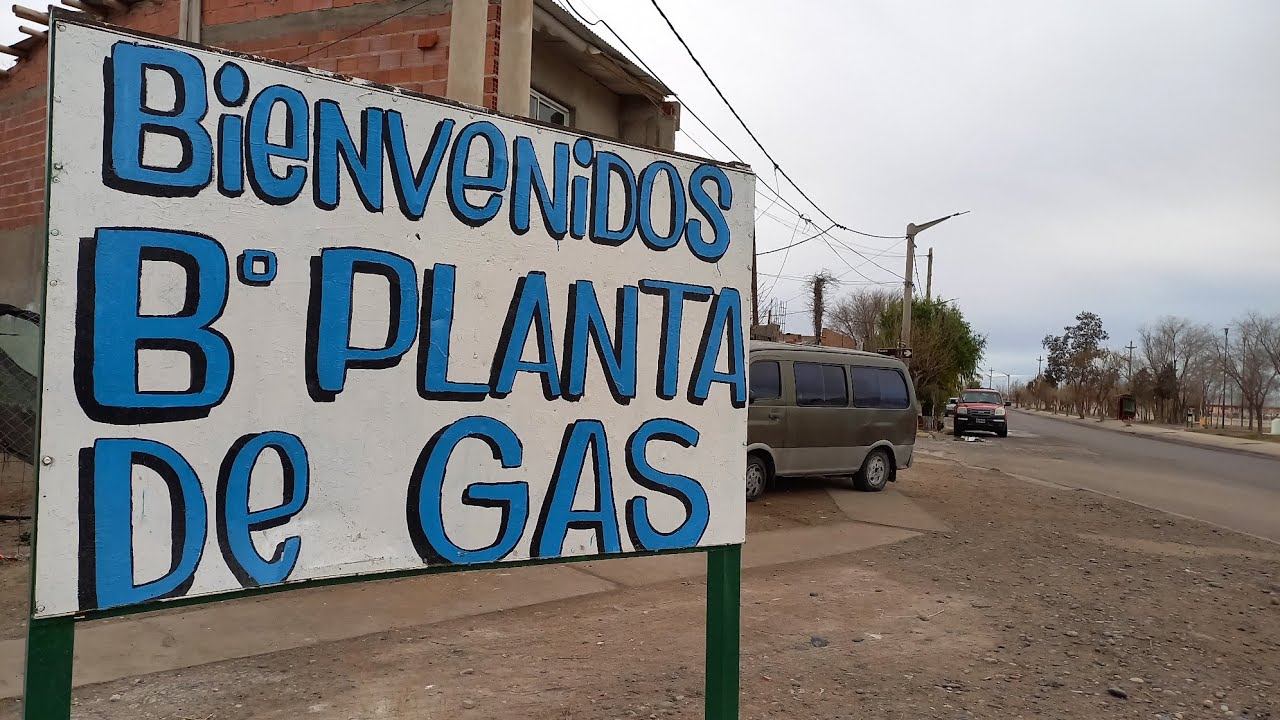 BienveniDos
Bº PLANTA
De GAS